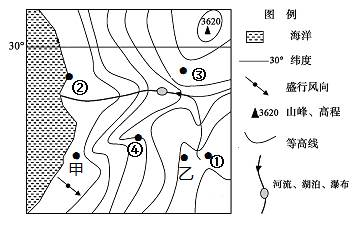 图 例
海洋
30° 纬度
盛行风向
▲3620 山峰、高程
等高线
河流、湖泊、瀑布
3620
30°
③
②
④
①
甲
乙